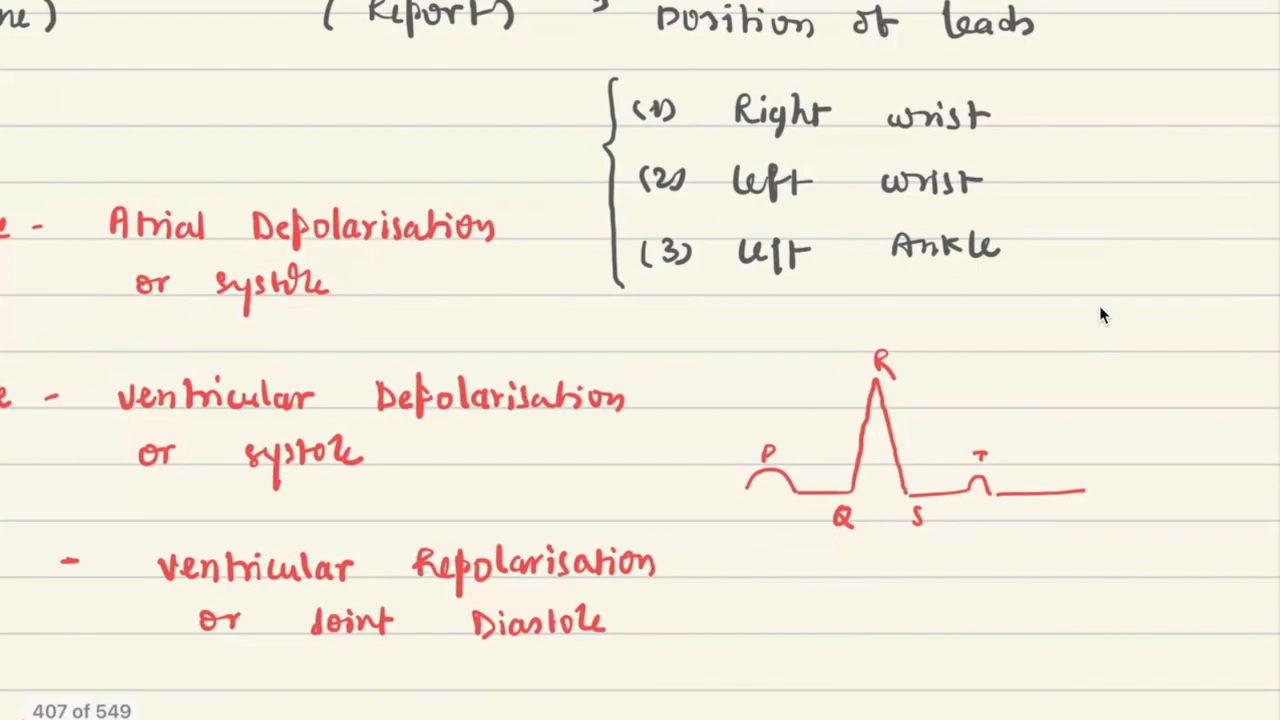 ne) (Report) Position of leads
(1) Right wrist
(2) left wrist
e - Atrial Depolarisation
(3) left Ankle
or systole
R
e - ventricular Depolarisation
or systole
P T
Q S
- ventricular Repolarisation
or Joint Diastole
407 of 549